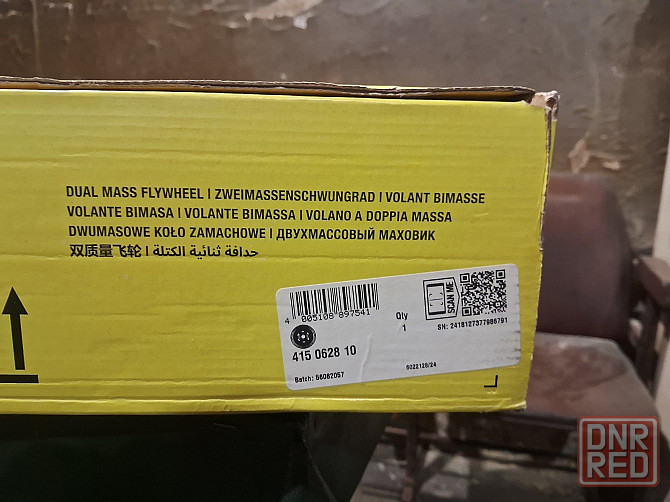 DUAL MASS FLYWHEEL | ZWEIMASSENSCHWUNGRAD | VOLANT BIMASSE
VOLANTE BIMASA | VOLANTE BIMASSA | VOLANO A DOPPIA MASSA
DWUMASOWE KOŁO ZAMACHOWE | ДВУХМАССОВЫЙ МАХОВИК
双质量飞轮 | حدافة ثنائية الكتلة
4 005108 897541
Qty
1
SCAN ME
SN: 2418127377986791
415 0628 10
Batch: 56082057
6022128/24
DNR
RED